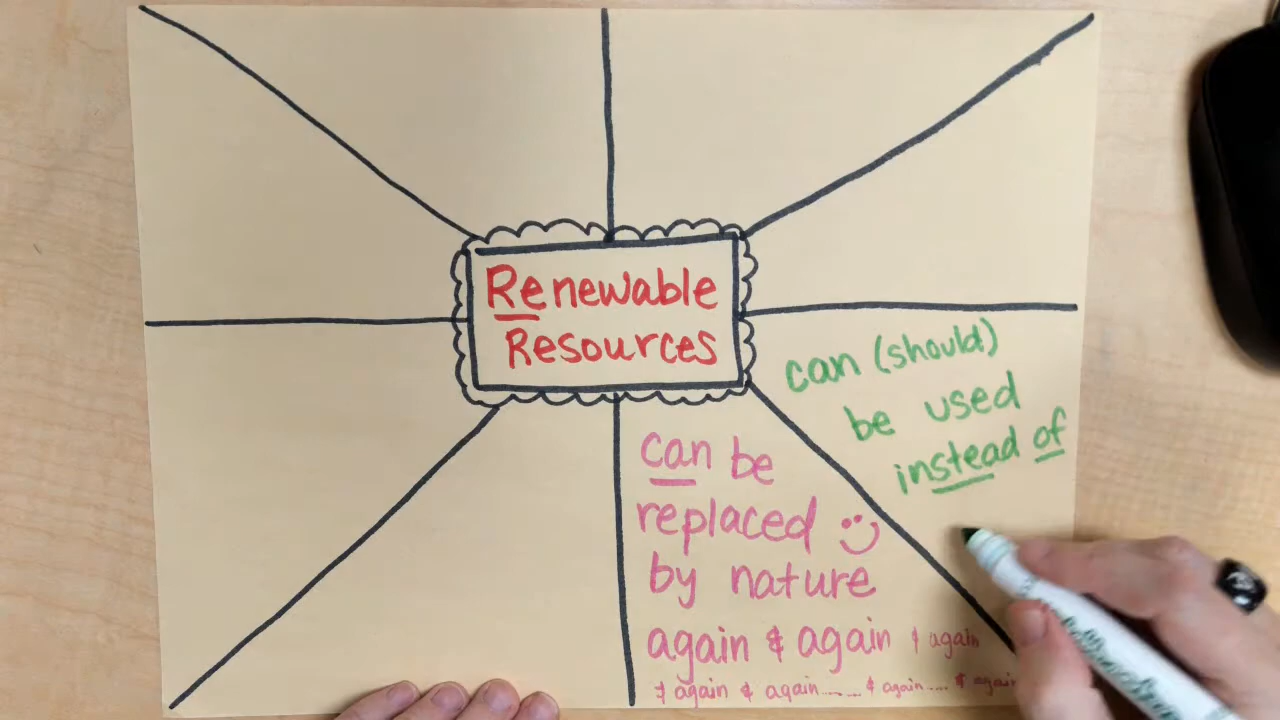 Renewable
Resources
can (should)
be used
instead of
can be
replaced
by nature
again & again & again
& again & again...... & again.... & again